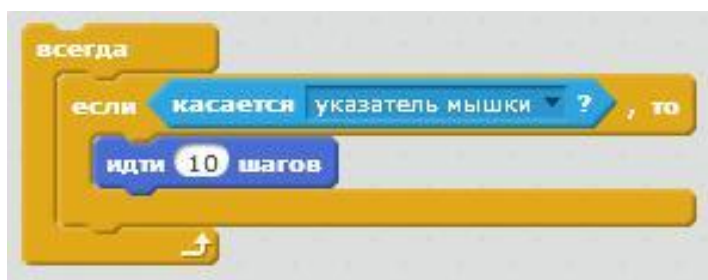 всегда
если касается указатель мышки ? , то
идти 10 шагов